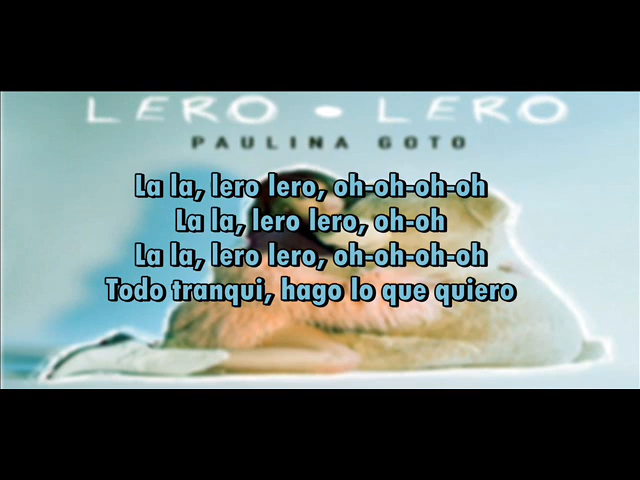 LERO • LERO
PAULINA GOTO
La la, lero lero, oh-oh-oh-oh
La la, lero lero, oh-oh
La la, lero lero, oh-oh-oh-oh
Todo tranqui, hago lo que quiero